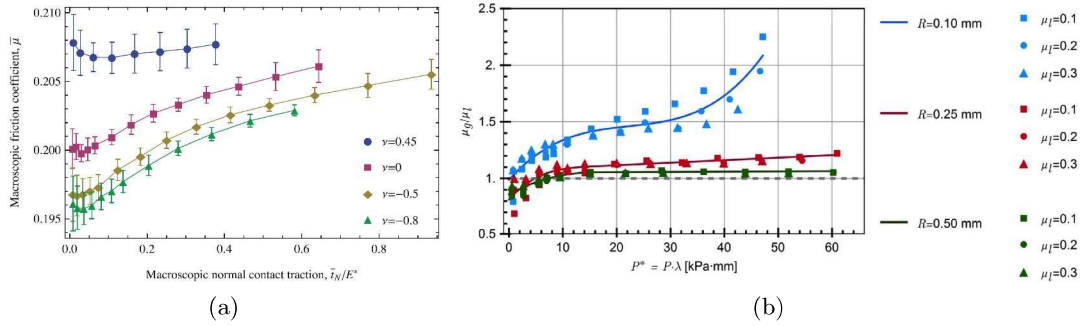 0.210
0.205
0.200
0.195
Macroscopic friction coefficient, μ̄
ν=0.45
ν=0
ν=-0.5
ν=-0.8
0.0 0.2 0.4 0.6 0.8
Macroscopic normal contact traction, t̄N/E*
(a)
2.5
2.
1.5
1
0.5
μg/μl
0 10 20 30 40 50 60
P* = P·λ [kPa·mm]
(b)
R=0.10 mm
μl=0.1
μl=0.2
μl=0.3
R=0.25 mm
μl=0.1
μl=0.2
μl=0.3
R=0.50 mm
μl=0.1
μl=0.2
μl=0.3